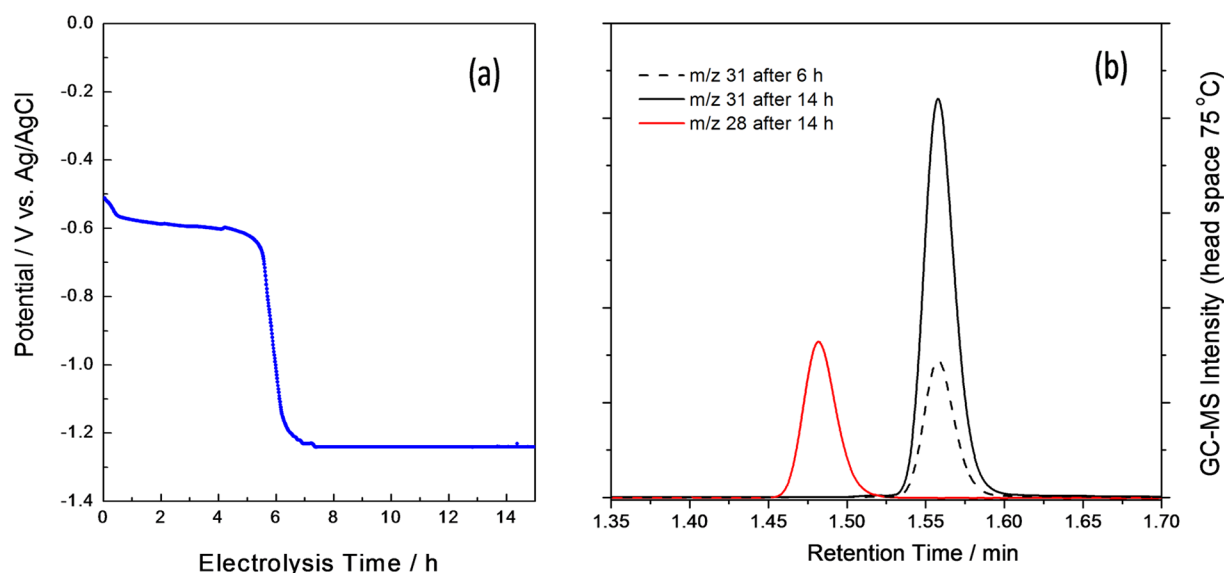 (a)
Potential / V vs. Ag/AgCl
0.0
-0.2
-0.4
-0.6
-0.8
-1.0
-1.2
-1.4
0 2 4 6 8 10 12 14
Electrolysis Time / h
(b)
m/z 31 after 6 h
m/z 31 after 14 h
m/z 28 after 14 h
GC-MS Intensity (head space 75 °C)
1.35 1.40 1.45 1.50 1.55 1.60 1.65 1.70
Retention Time / min